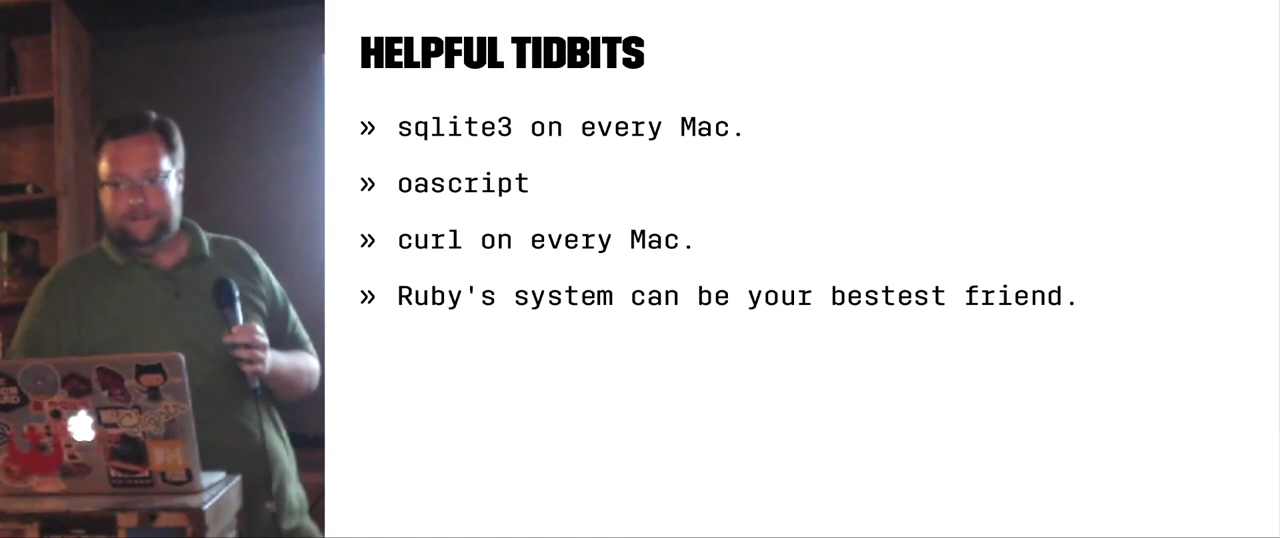 HELPFUL TIDBITS
» sqlite3 on every Mac.
» oascript
» curl on every Mac.
» Ruby's system can be your bestest friend.